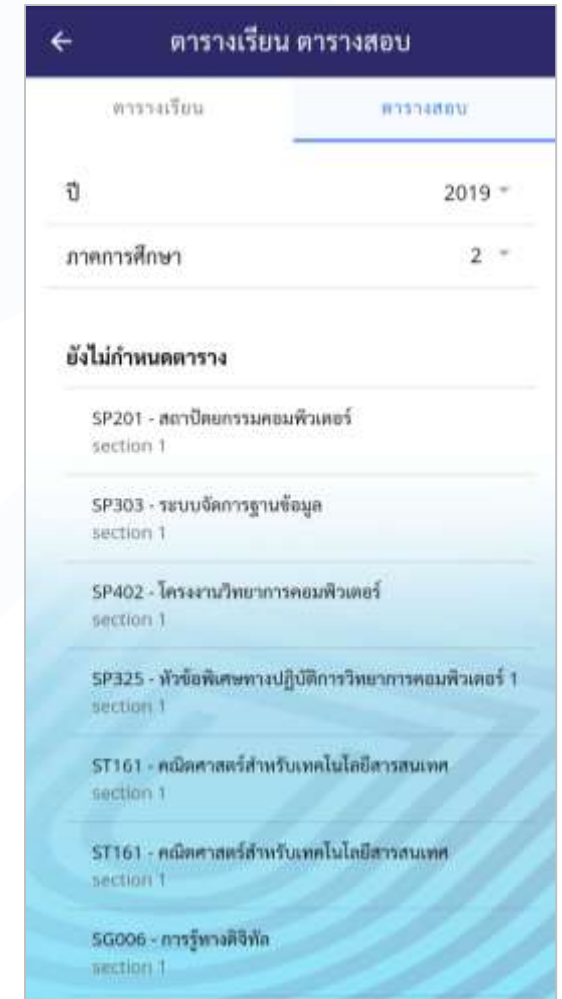 ตารางเรียน ตารางสอบ
ตารางเรียน ตารางสอบ
ปี 2019
ภาคการศึกษา 2
ยังไม่กำหนดตาราง
SP201 - สถาปัตยกรรมคอมพิวเตอร์
section 1
SP303 - ระบบจัดการฐานข้อมูล
section 1
SP402 - โครงงานวิทยาการคอมพิวเตอร์
section 1
SP325 - หัวข้อพิเศษทางปฏิบัติการวิทยาการคอมพิวเตอร์ 1
section 1
ST161 - คณิตศาสตร์สำหรับเทคโนโลยีสารสนเทศ
section 1
ST161 - คณิตศาสตร์สำหรับเทคโนโลยีสารสนเทศ
section 1
SG006 - การรู้ทางดิจิทัล
section 1